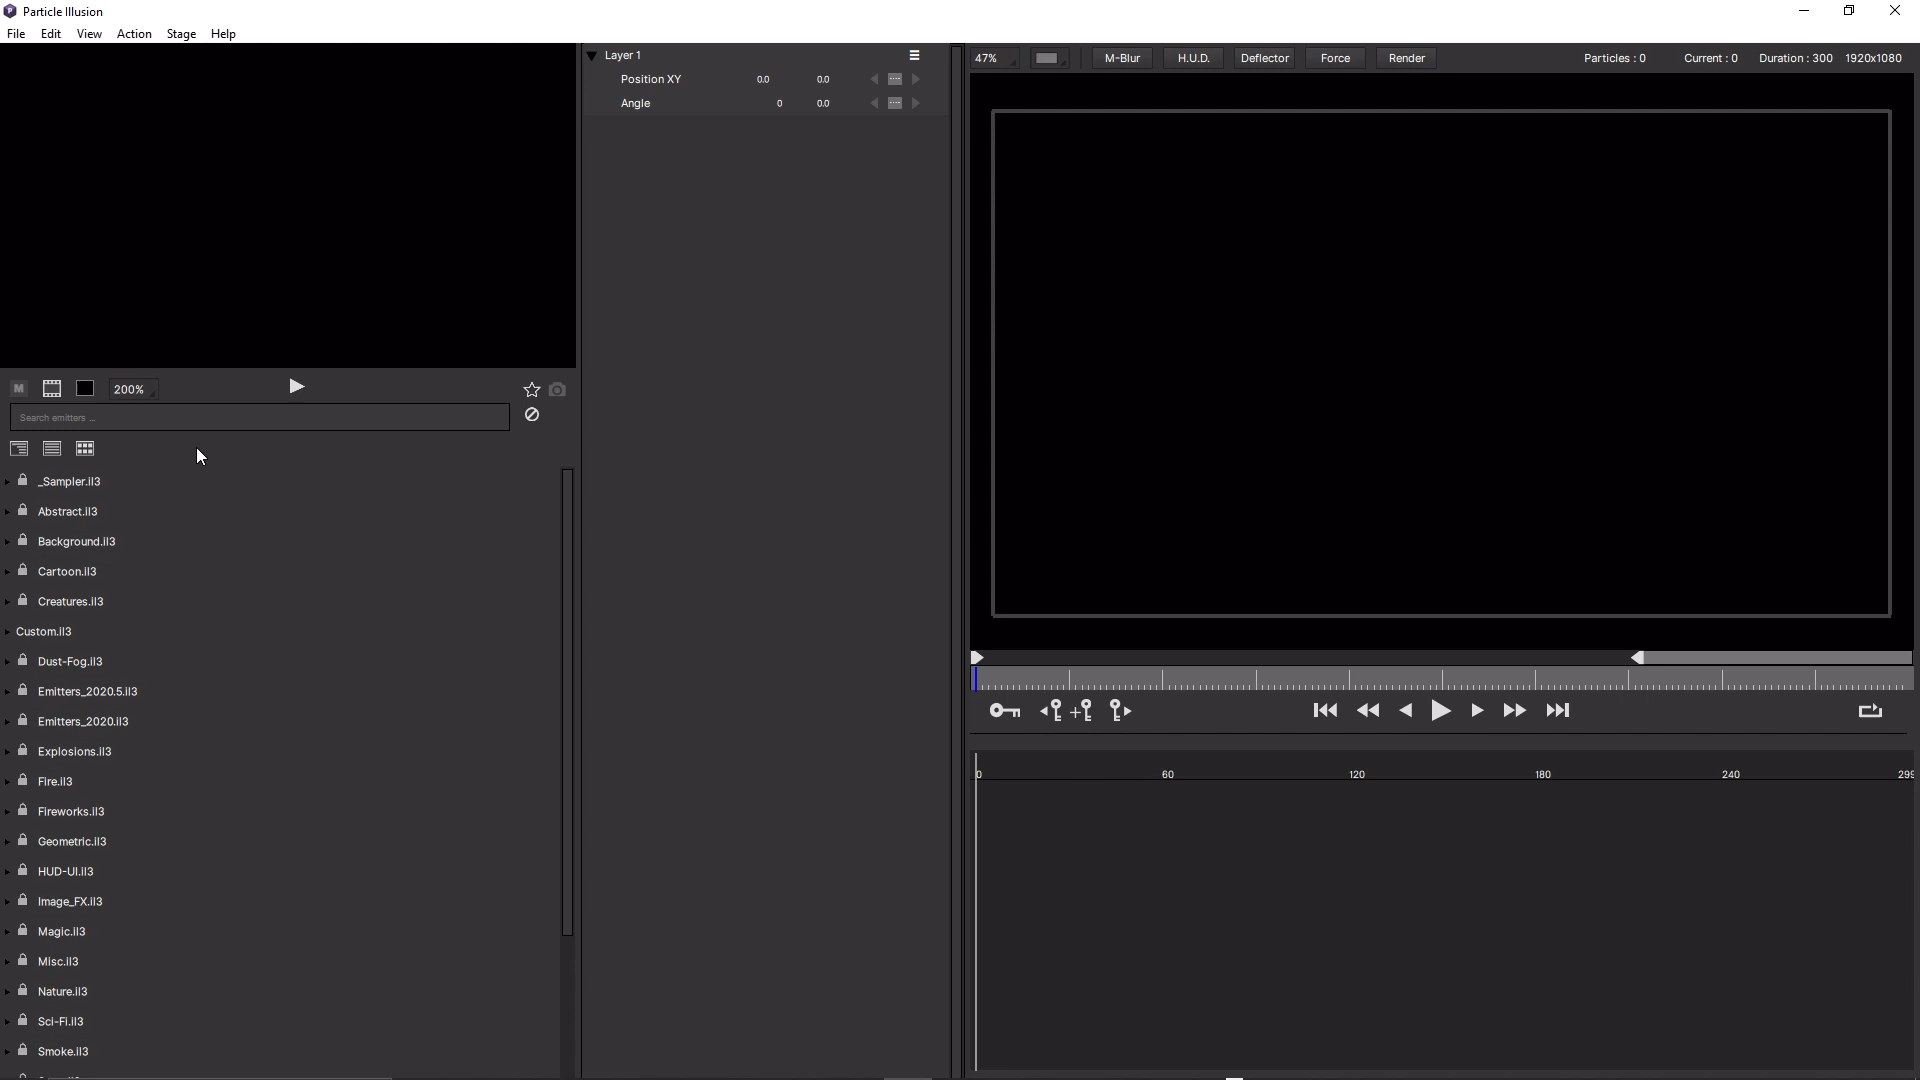 Particle Illusion
File Edit View Action Stage Help
Layer 1
Position XY 0.0 0.0
Angle 0 0.0
47% M-Blur H.U.D. Deflector Force Render Particles : 0 Current : 0 Duration : 300 1920x1080
M 200%
Search emitters ...
_Sampler.il3
Abstract.il3
Background.il3
Cartoon.il3
Creatures.il3
Custom.il3
Dust-Fog.il3
Emitters_2020.5.il3
Emitters_2020.il3
Explosions.il3
Fire.il3
Fireworks.il3
Geometric.il3
HUD-UI.il3
Image_FX.il3
Magic.il3
Misc.il3
Nature.il3
Sci-Fi.il3
Smoke.il3
0 60 120 180 240 299